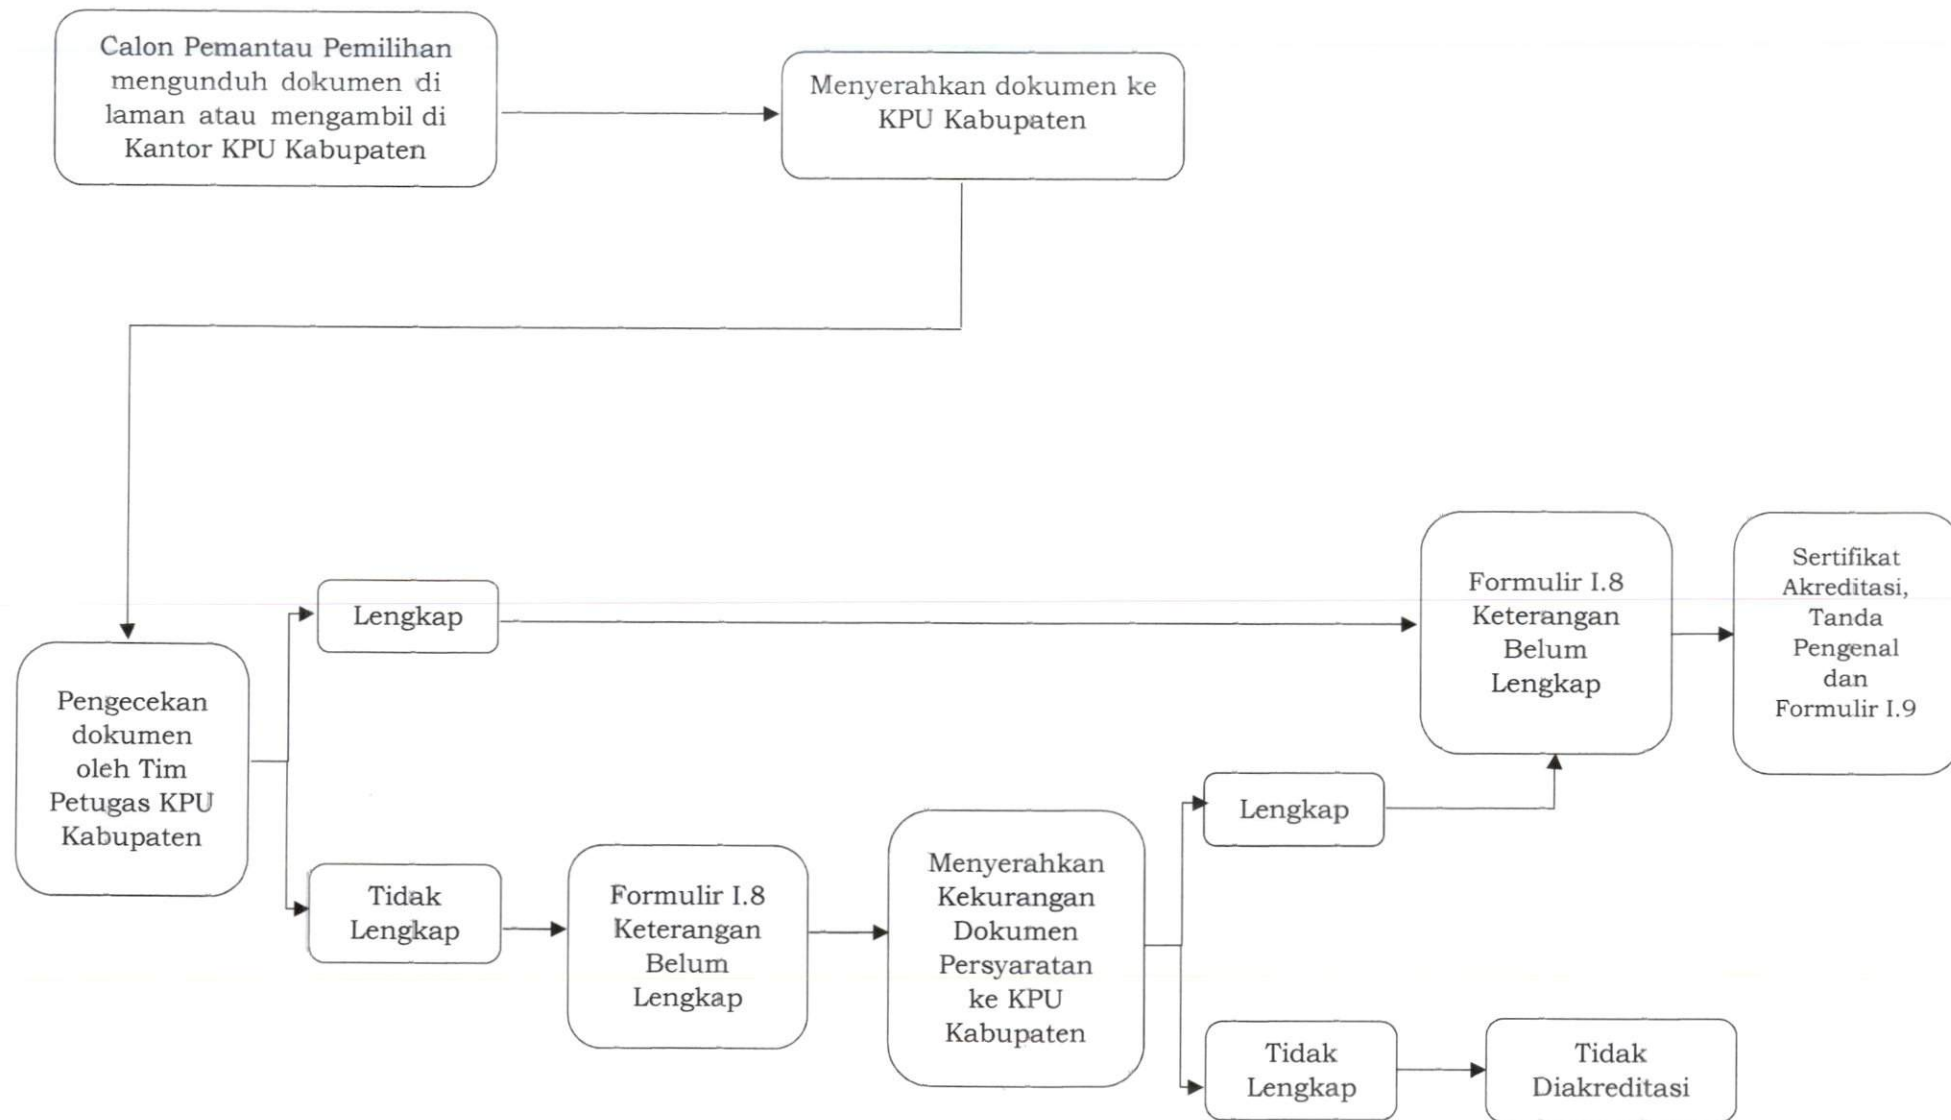 Calon Pemantau Pemilihan
mengunduh dokumen di
laman atau mengambil di
Kantor KPU Kabupaten
Menyerahkan dokumen ke
KPU Kabupaten
Pengecekan
dokumen
oleh Tim
Petugas KPU
Kabupaten
Lengkap
Formulir I.8
Keterangan
Belum
Lengkap
Sertifikat
Akreditasi,
Tanda
Pengenal
dan
Formulir I.9
Tidak
Lengkap
Formulir I.8
Keterangan
Belum
Lengkap
Menyerahkan
Kekurangan
Dokumen
Persyaratan
ke KPU
Kabupaten
Lengkap
Tidak
Lengkap
Tidak
Diakreditasi